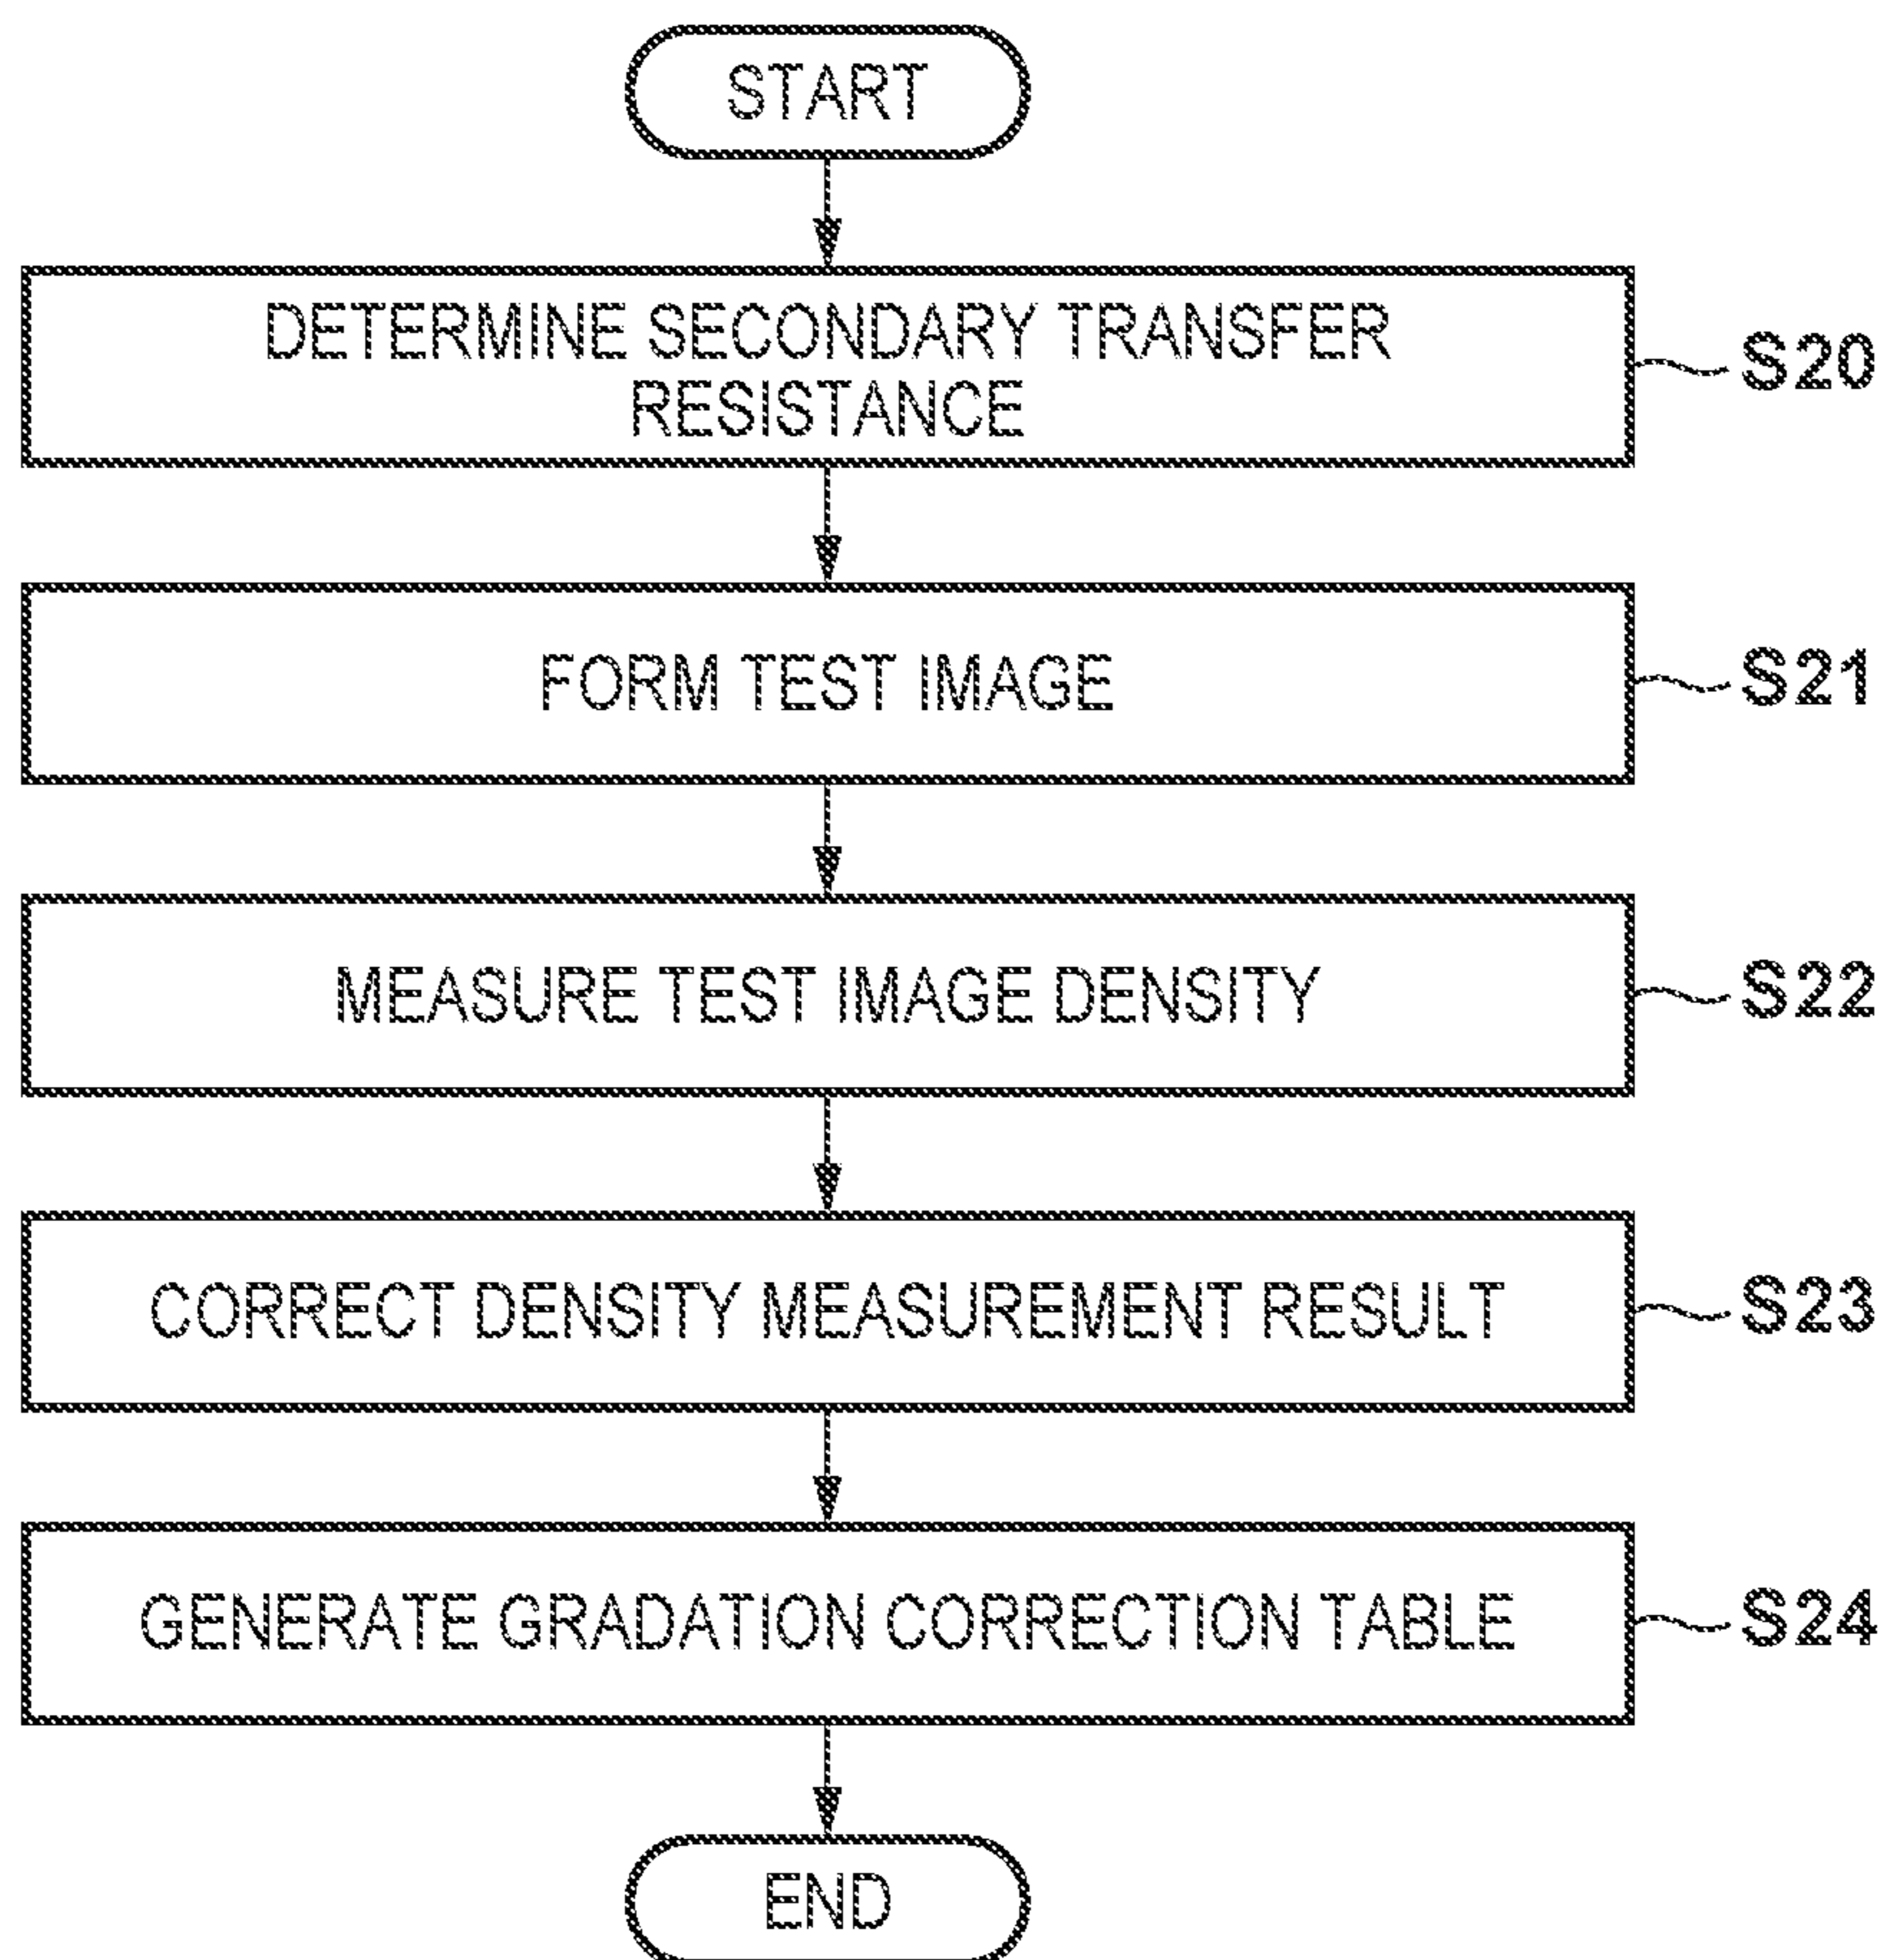 START
DETERMINE SECONDARY TRANSFER
RESISTANCE
S20
FORM TEST IMAGE
S21
MEASURE TEST IMAGE DENSITY
S22
CORRECT DENSITY MEASUREMENT RESULT
S23
GENERATE GRADATION CORRECTION TABLE
S24
END